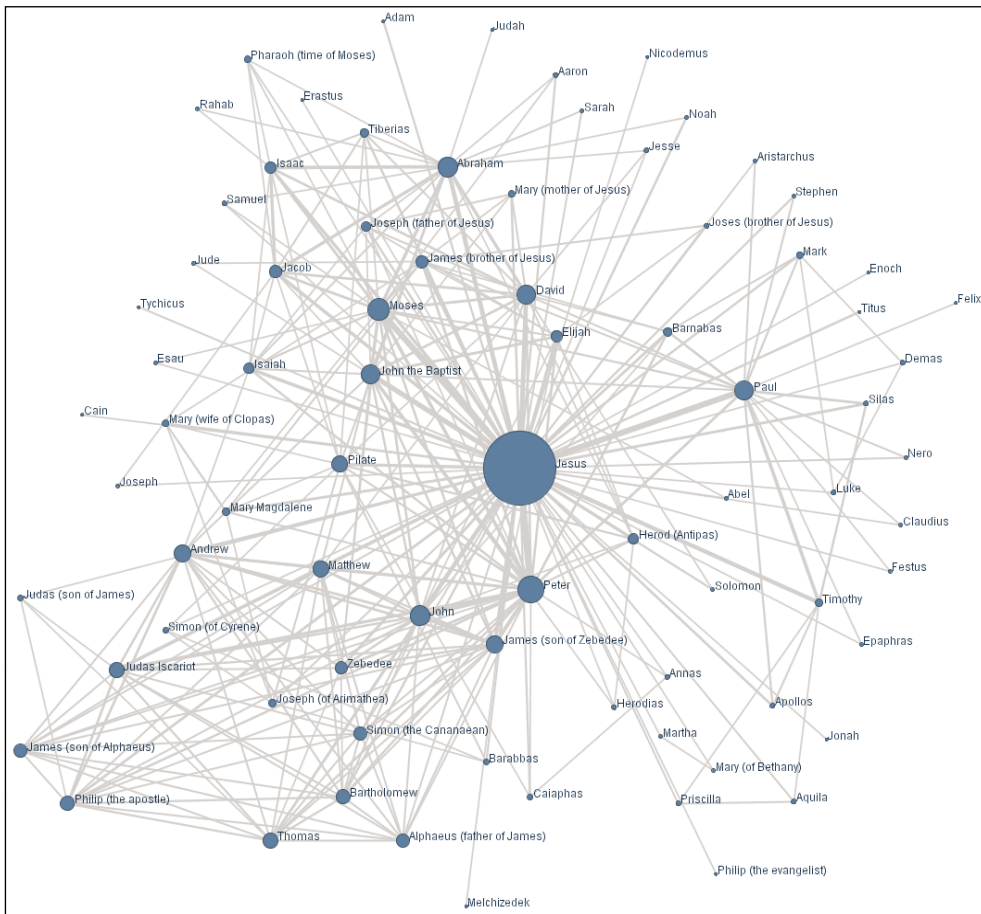 Adam
Judah
Pharaoh (time of Moses)
Nicodemus
Aaron
Erastus
Rahab
Sarah
Noah
Tiberias
Jesse
Isaac
Abraham
Aristarchus
Mary (mother of Jesus)
Stephen
Samuel
Joseph (father of Jesus)
Joses (brother of Jesus)
Mark
Jude
James (brother of Jesus)
Jacob
Enoch
David
Felix
Tychicus
Moses
Titus
Elijah
Barnabas
Esau
Isaiah
John the Baptist
Demas
Paul
Silas
Cain
Mary (wife of Clopas)
Nero
Pilate
Jesus
Joseph
Luke
Abel
Mary Magdalene
Claudius
Herod (Antipas)
Andrew
Matthew
Festus
Peter
Solomon
Judas (son of James)
Timothy
John
Simon (of Cyrene)
James (son of Zebedee)
Epaphras
Judas Iscariot
Zebedee
Annas
Joseph (of Arimathea)
Herodias
Apollos
Simon (the Cananaean)
Martha
Jonah
James (son of Alphaeus)
Barabbas
Mary (of Bethany)
Philip (the apostle)
Bartholomew
Caiaphas
Priscilla
Aquila
Thomas
Alphaeus (father of James)
Philip (the evangelist)
Melchizedek